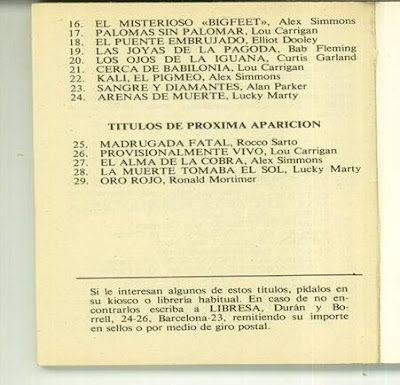 16. EL MISTERIOSO «BIGFEET», Alex Simmons
17. PALOMAS SIN PALOMAR, Lou Carrigan
18. EL PUENTE EMBRUJADO, Elliot Dooley
19. LAS JOYAS DE LA PAGODA, Bab Fleming
20. LOS OJOS DE LA IGUANA, Curtis Garland
21. CERCA DE BABILONIA, Lou Carrigan
22. KALI, EL PIGMEO, Alex Simmons
23. SANGRE Y DIAMANTES, Alan Parker
24. ARENAS DE MUERTE, Lucky Marty
TITULOS DE PROXIMA APARICION
25. MADRUGADA FATAL, Rocco Sarto
26. PROVISIONALMENTE VIVO, Lou Carrigan
27. EL ALMA DE LA COBRA, Alex Simmons
28. LA MUERTE TOMABA EL SOL, Lucky Marty
29. ORO ROJO, Ronald Mortimer
Si le interesan algunos de estos títulos, pídalos en
su kiosco o librería habitual. En caso de no en-
contrarlos escriba a LIBRESA, Durán y Bo-
rrell, 24-26, Barcelona-23, remitiendo su importe
en sellos o por medio de giro postal.